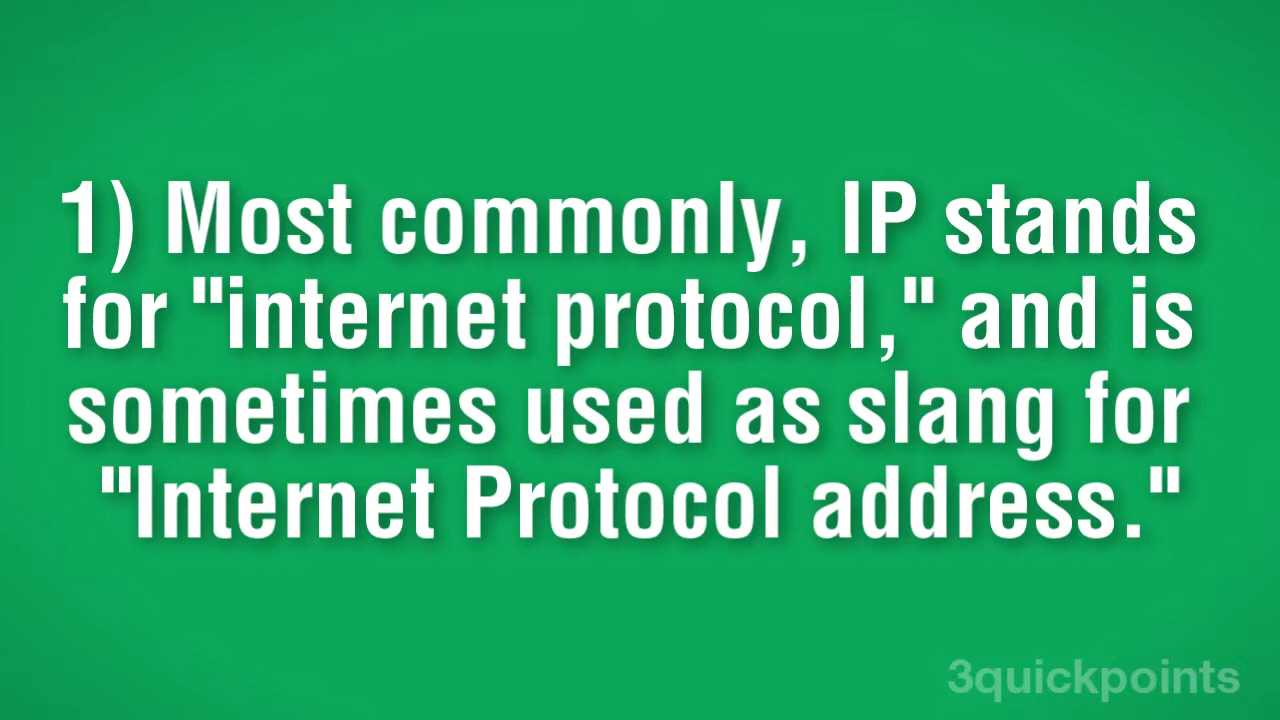 1) Most commonly, IP stands
for "internet protocol," and is
sometimes used as slang for
"Internet Protocol address."
3quickpoints